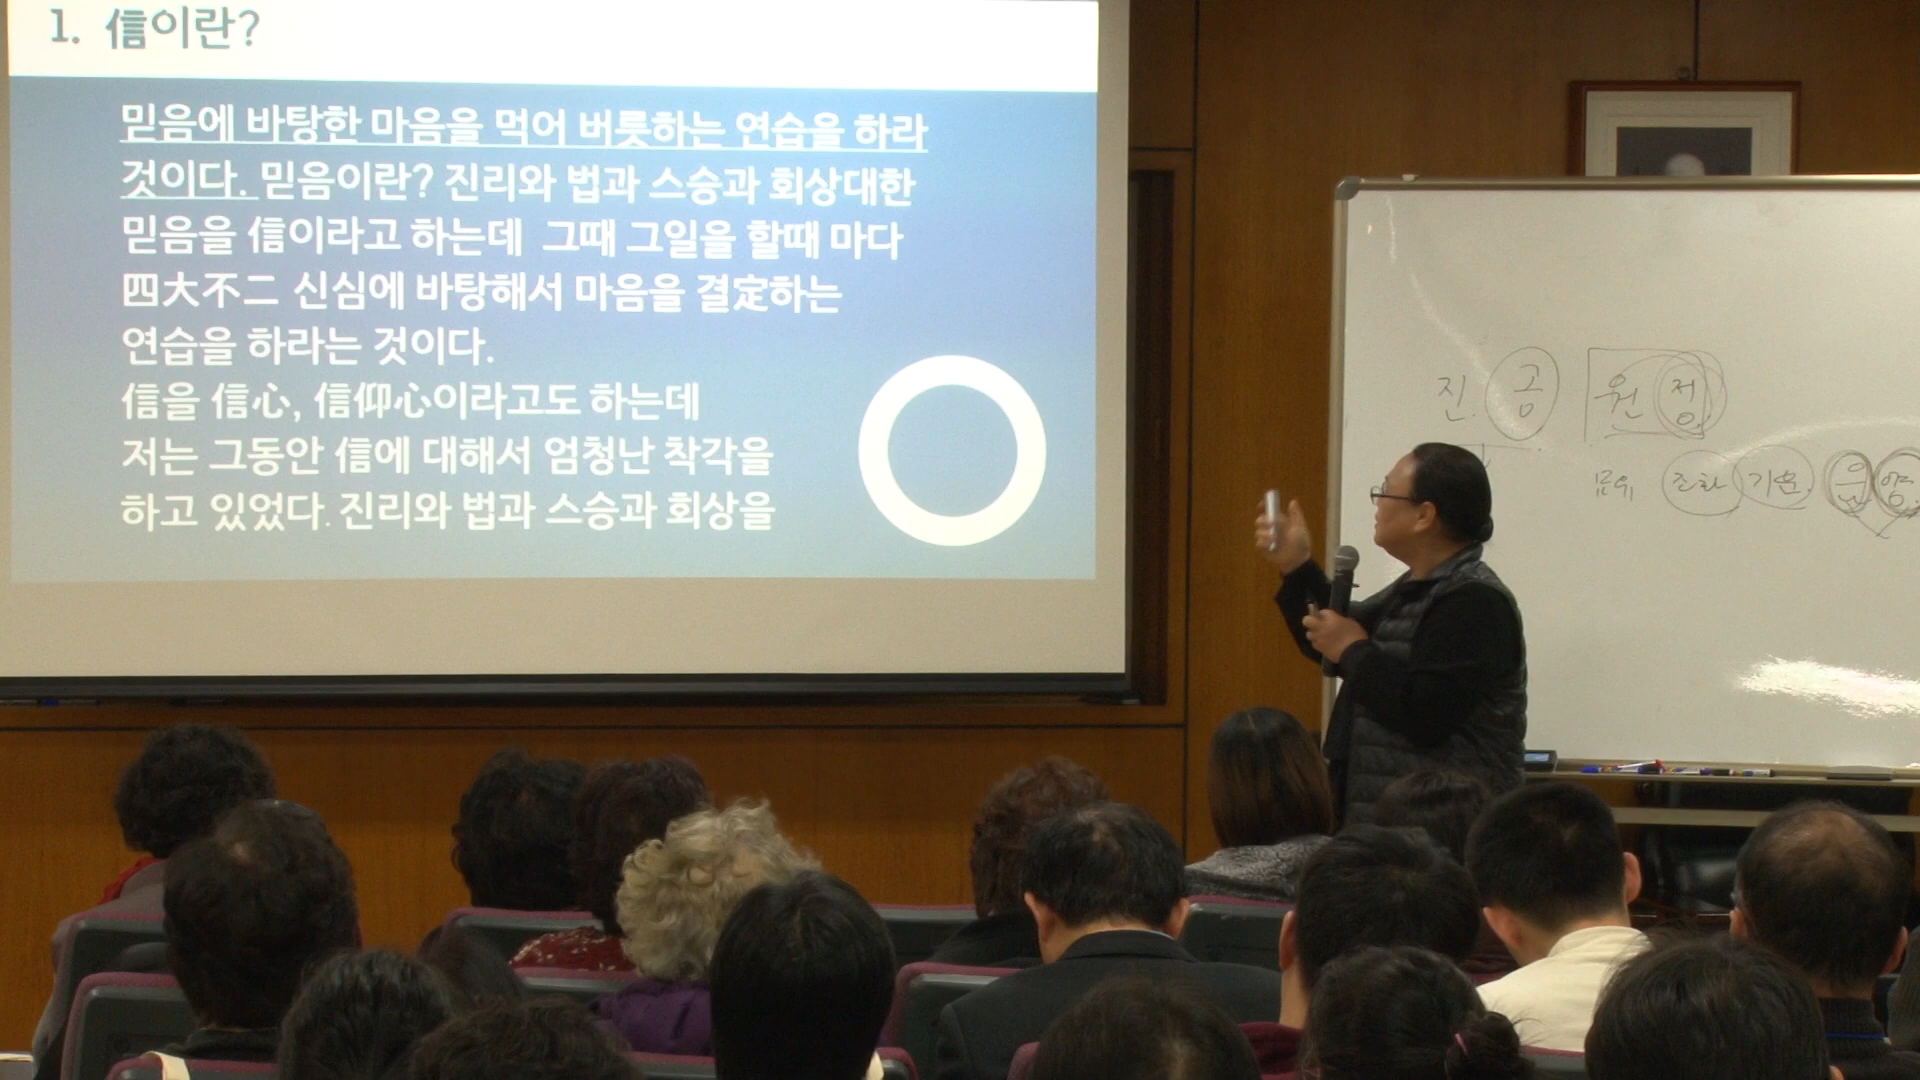 1. 信이란?
믿음에 바탕한 마음을 먹어 버릇하는 연습을 하라
것이다. 믿음이란? 진리와 법과 스승과 회상대한
믿음을 信이라고 하는데 그때 그일을 할때 마다
四大不二 신심에 바탕해서 마음을 결定하는
연습을 하라는 것이다.
信을 信心, 信仰心이라고도 하는데
저는 그동안 信에 대해서 엄청난 착각을
하고 있었다. 진리와 법과 스승과 회상을
진. 공 원 정
조화 기운